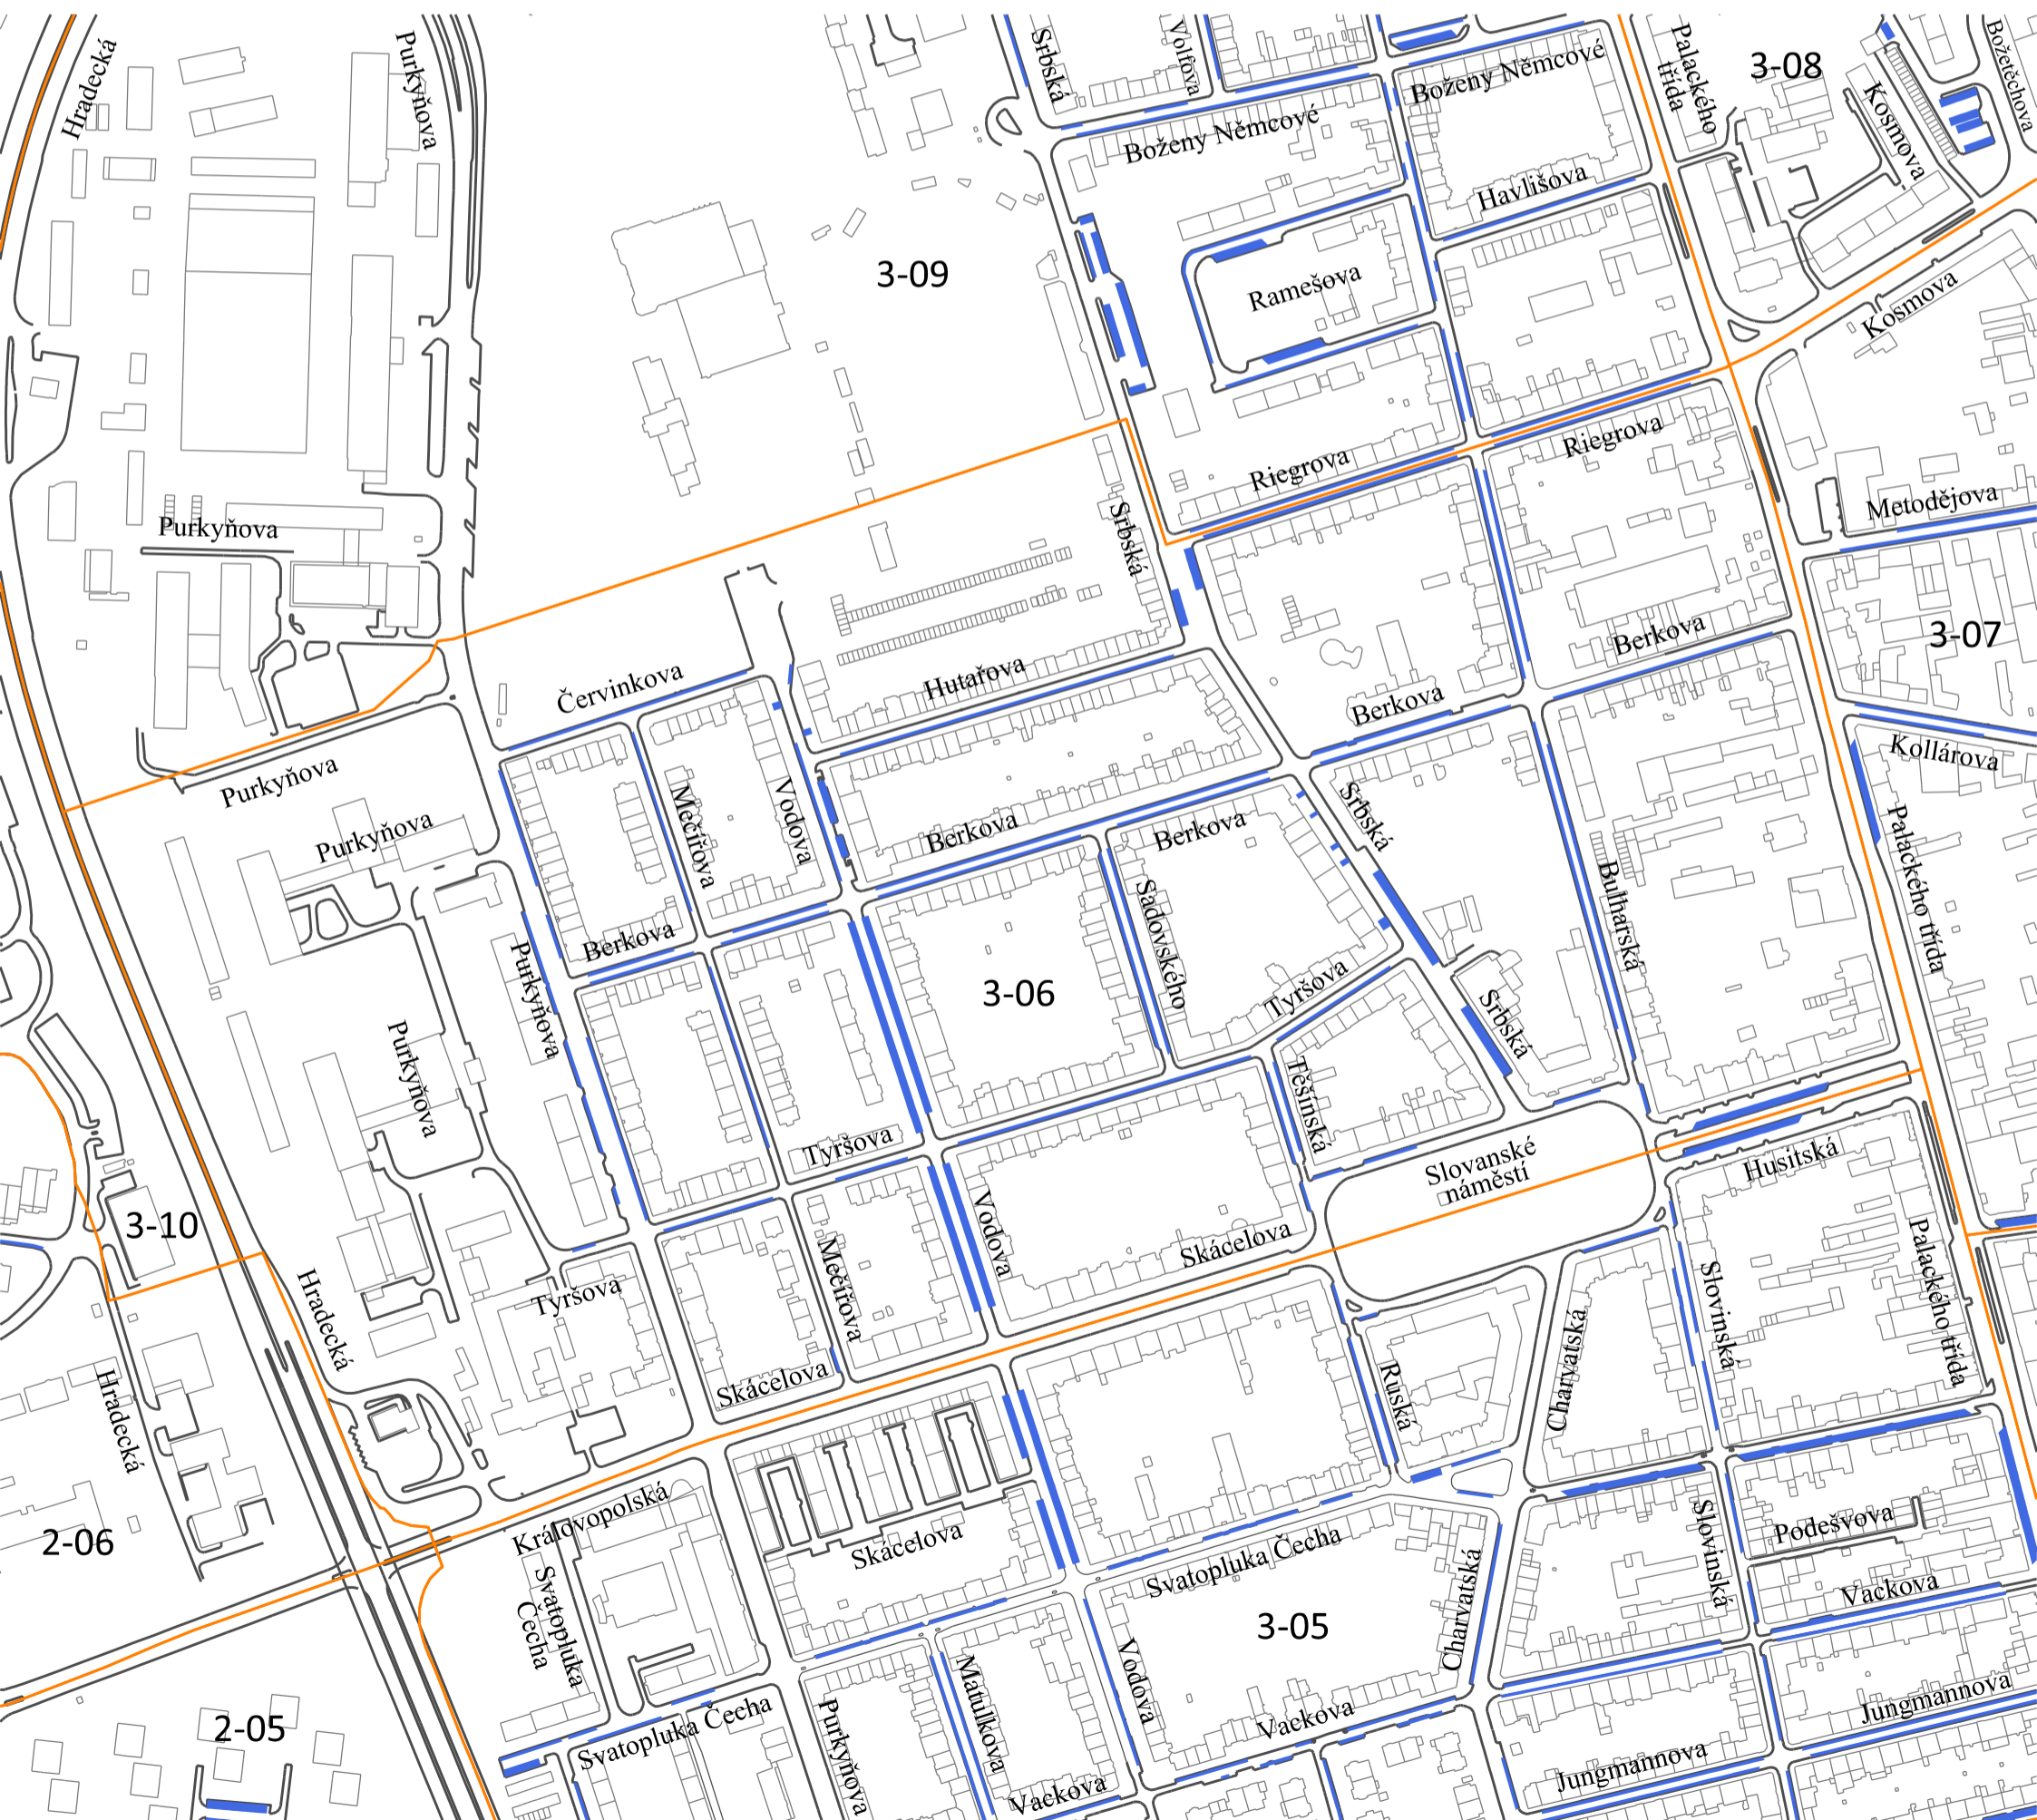 Hradecká
Purkyňova
Srbská
Volfova
Boženy Němcové
Palackého
třída
3-08
Kosmova
Božetěchova
Boženy Němcové
Havlišova
3-09
Ramešova
Kosmova
Riegrova
Riegrova
Metodějova
Purkyňova
Srbská
Berkova
3-07
Červinkova
Hutařova
Berkova
Kollárova
Purkyňova
Purkyňova
Mečířova
Vodova
Berkova
Berkova
Srbská
Palackého třída
Bulharská
Sadovského
Berkova
Purkyňova
3-06
Tyršova
Srbská
Purkyňova
Těšínská
Tyršova
Slovanské
náměstí
Husitská
3-10
Vodova
Skácelova
Mečířova
Tyršova
Hradecká
Slovinská
Palackého třída
Charvatská
Ruská
Skácelova
Hradecká
Královopolská
Skácelova
Svatopluka Čecha
Slovinská
Podešvova
2-06
Svatopluka
Čecha
Charvatská
Vackova
3-05
Vodova
Matulkova
Purkyňova
Svatopluka Čecha
Vackova
Jungmannova
2-05
Jungmannova
Vackova